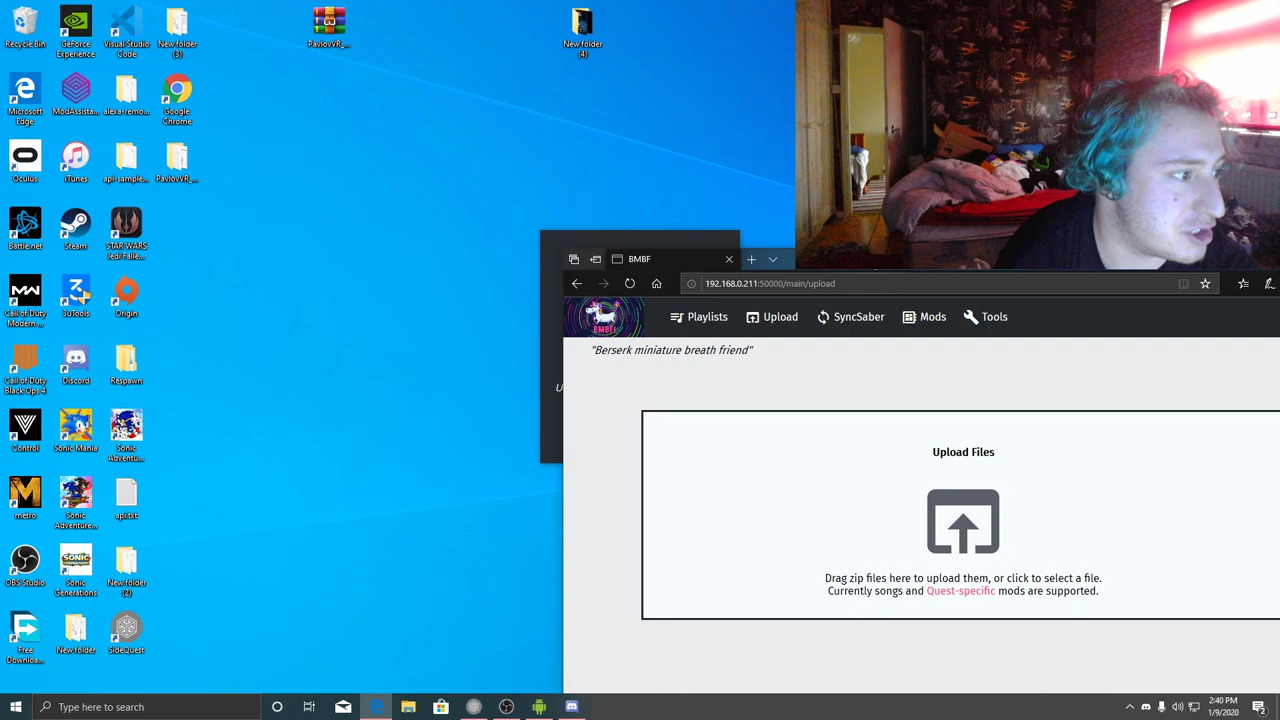 Recycle Bin
GeForce Experience
Visual Studio Code
New folder (3)
PavlovVR_...
New folder (4)
Microsoft Edge
ModAssista...
alexa-remo...
Google Chrome
Oculus
iTunes
api-sample...
PavlovVR_...
Battle.net
Steam
STAR WARS Jedi Falle...
Call of Duty Modern ...
3uTools
Origin
Call of Duty Black Ops 4
Discord
Respawn
Control
Sonic Mania
Sonic Adventu...
metro
Sonic Adventure...
api.txt
OBS Studio
Sonic Generations
New folder (2)
Free Downloa...
New folder
SideQuest
BMBF
192.168.0.211:50000/main/upload
BMBF!
Playlists
Upload
SyncSaber
Mods
Tools
"Berserk miniature breath friend"
U
Upload Files
Drag zip files here to upload them, or click to select a file.
Currently songs and Quest-specific mods are supported.
Type here to search
2:40 PM
1/9/2020
2